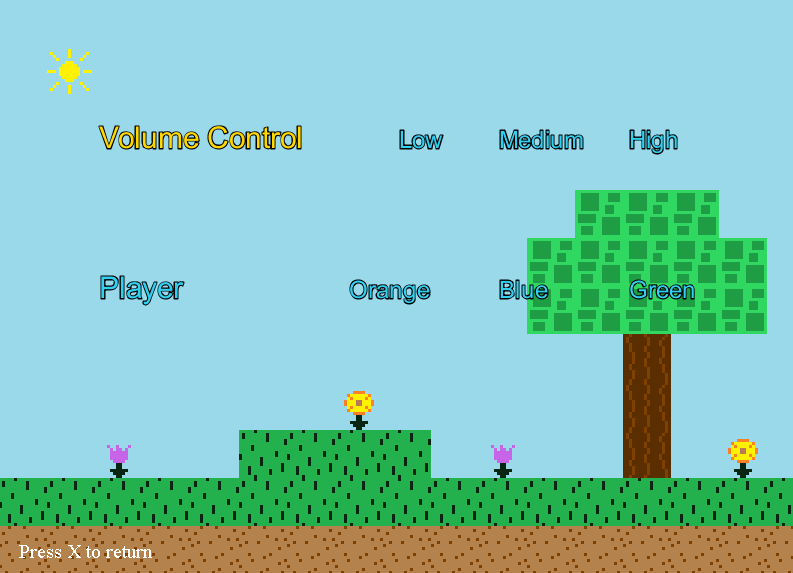 Volume Control Low Medium High
Player Orange Blue Green
Press X to return